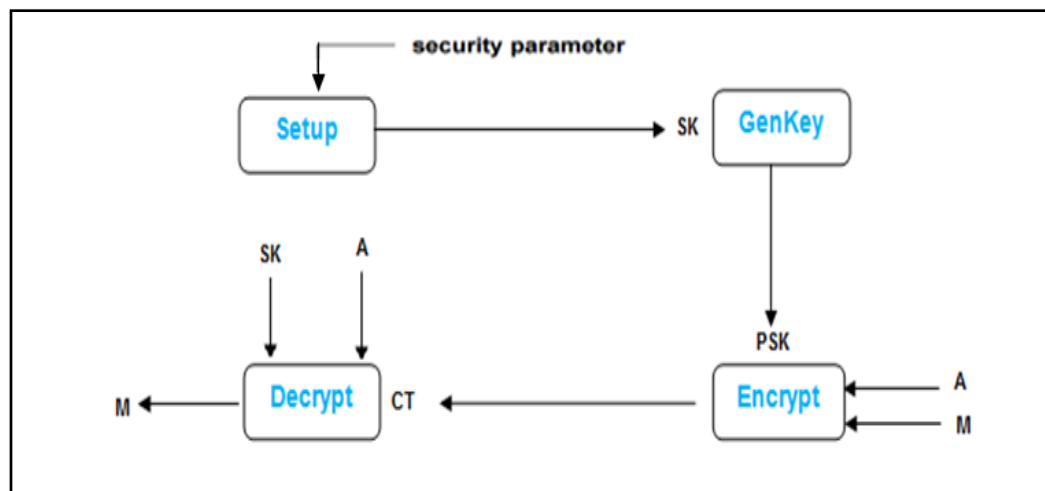 security parameter
Setup
SK
GenKey
SK
A
PSK
M
Decrypt
CT
Encrypt
A
M